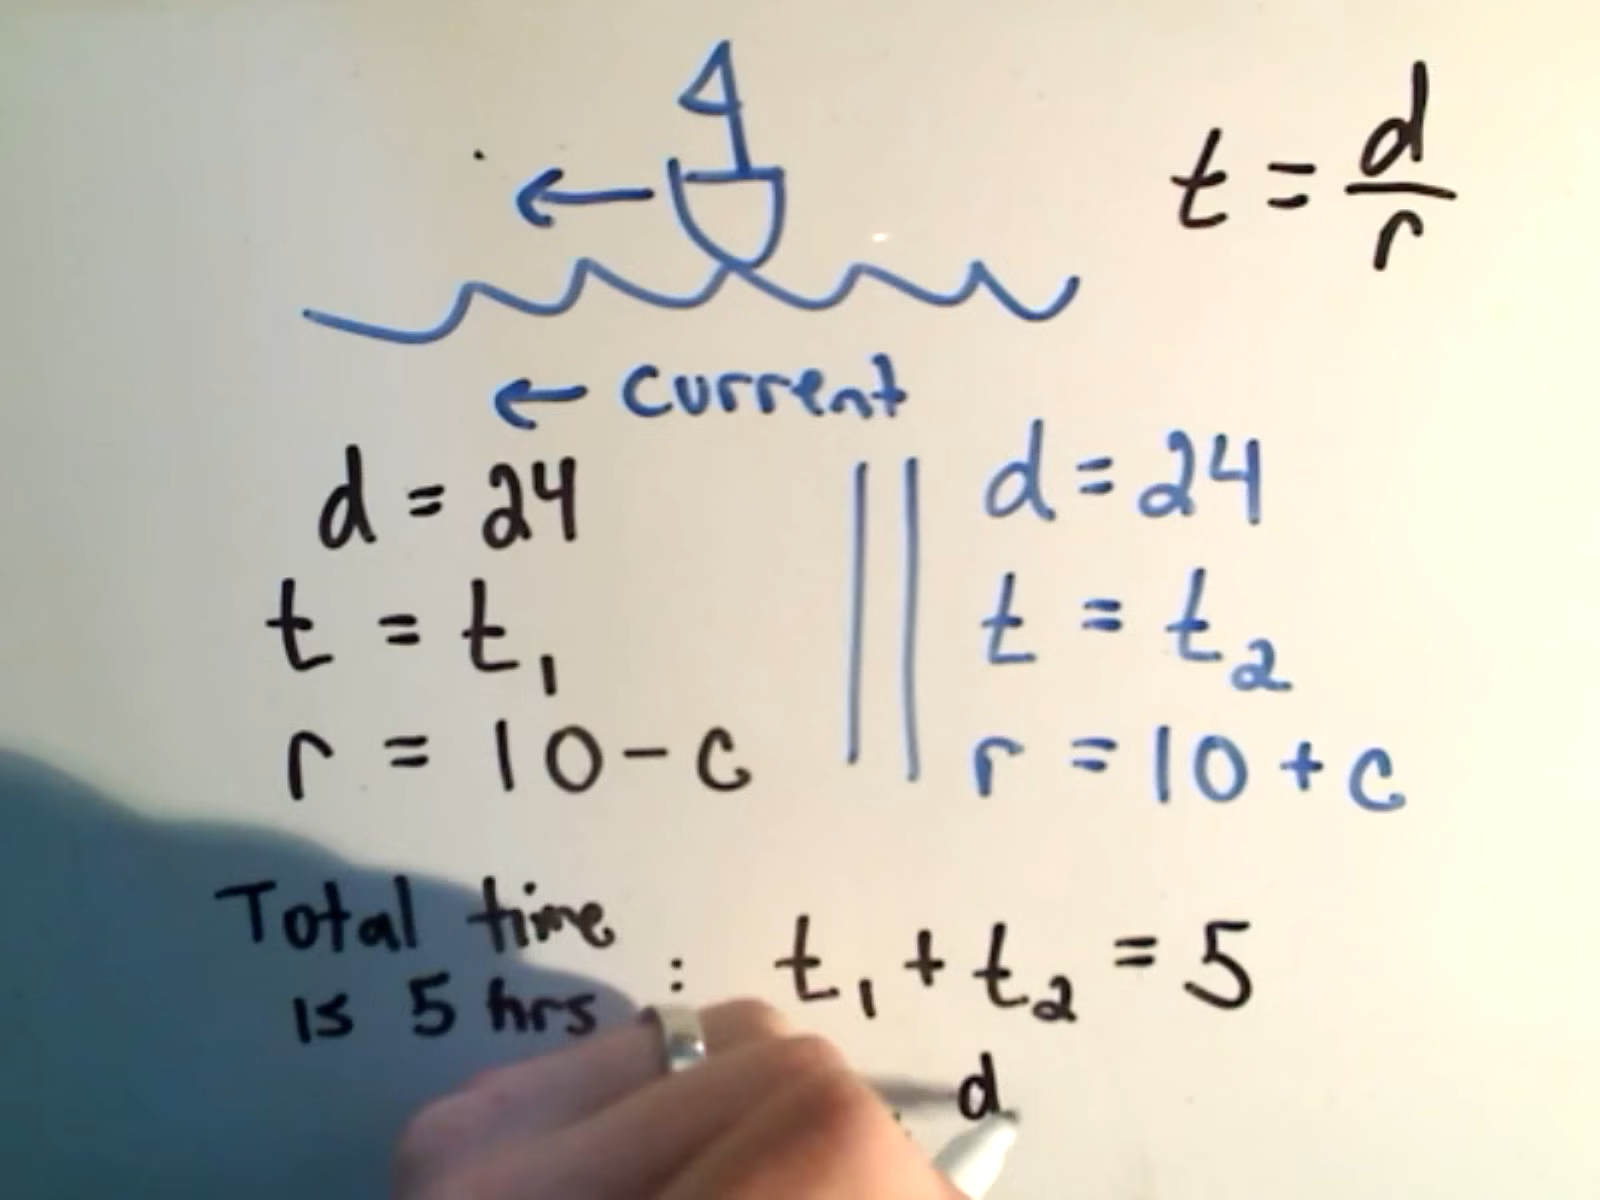 t = d/r
← Current
d = 24
t = t₁
r = 10 - c
d = 24
t = t₂
r = 10 + c
Total time
is 5 hrs : t₁ + t₂ = 5
d